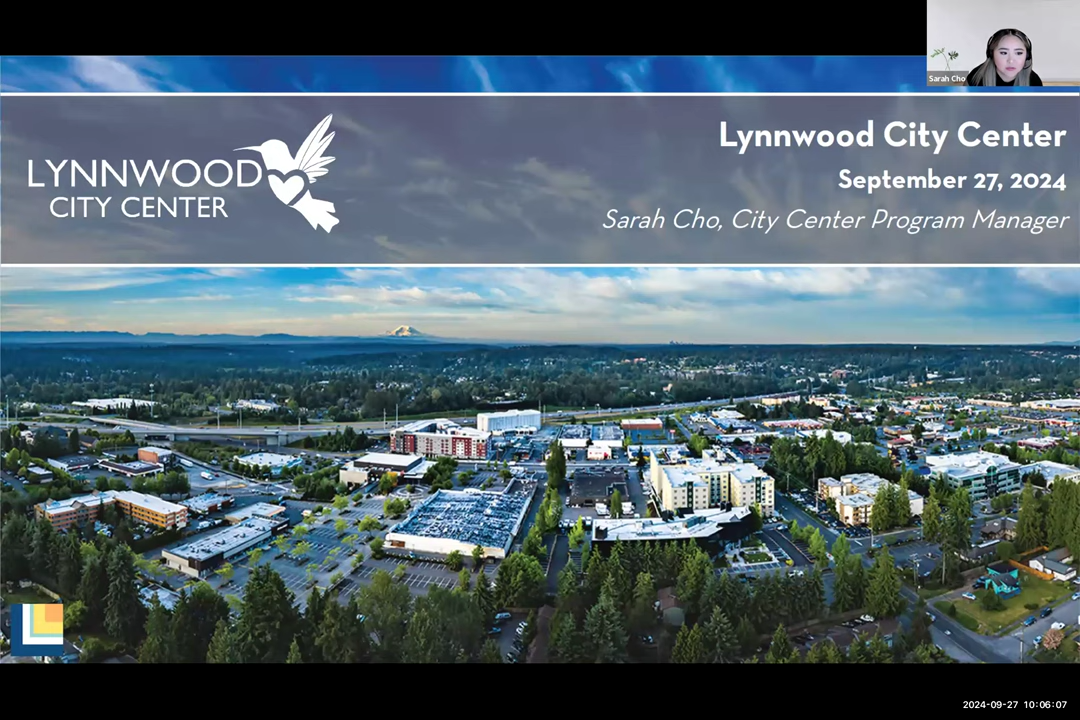 Sarah Cho
LYNNWOOD
CITY CENTER
Lynnwood City Center
September 27, 2024
Sarah Cho, City Center Program Manager
2024-09-27 10:06:07